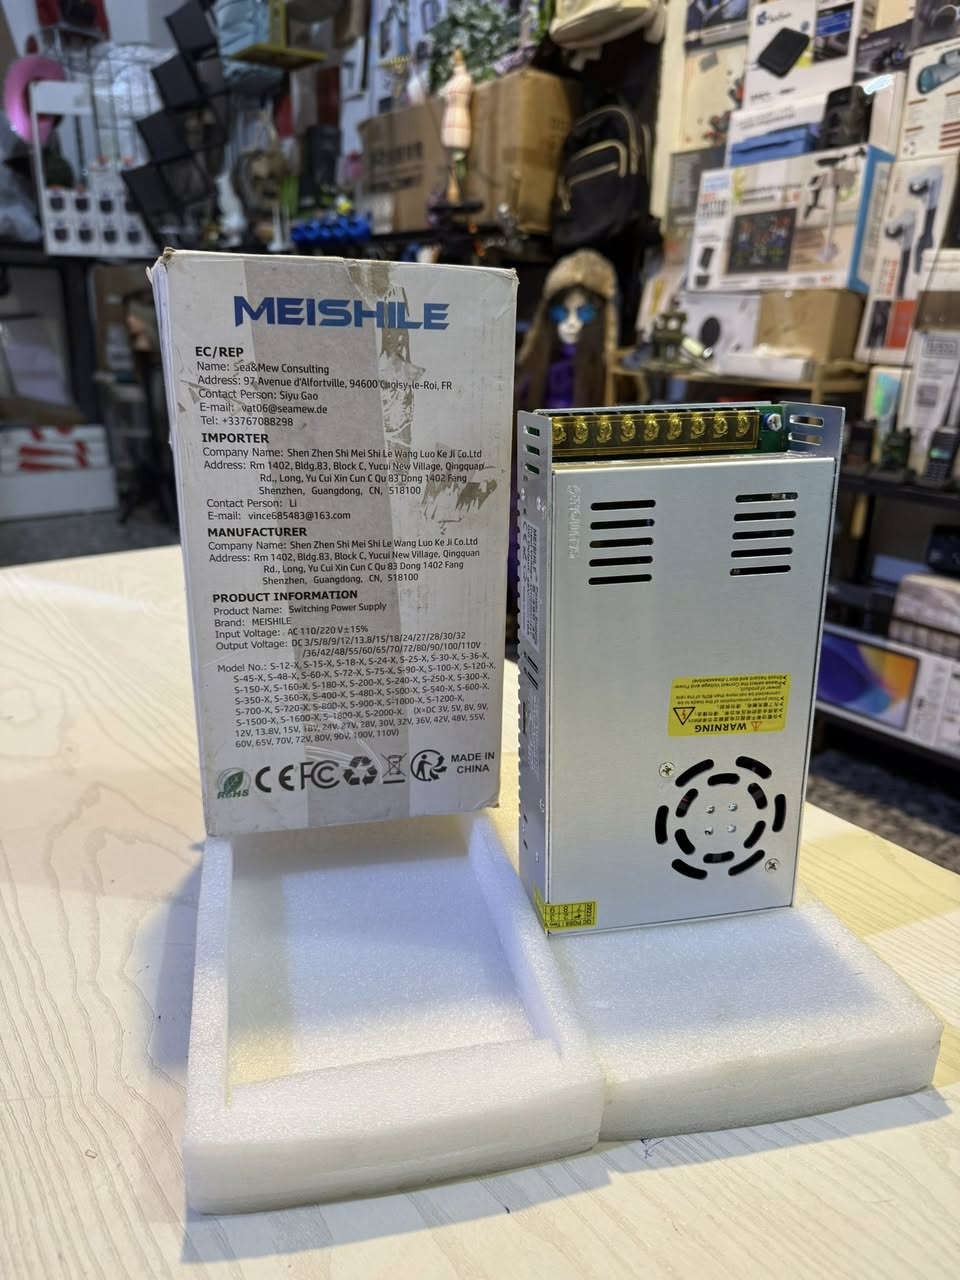 MEISHILE
EC/REP
Name: Sea&Mew Consulting
Address: 97 Avenue d'Alfortville, 94600 Choisy-le-Roi, FR
Contact Person: Siyu Gao
E-mail: vat06@seamew.de
Tel: +33767088298
IMPORTER
Company Name: Shen Zhen Shi Mei Shi Le Wang Luo Ke Ji Co.Ltd
Address: Rm 1402, Bldg.83, Block C, Yucui New Village, Qingquan
Rd., Long, Yu Cui Xin Cun C Qu 83 Dong 1402 Fang
Shenzhen, Guangdong, CN, 518100
Contact Person: Li
E-mail: vince685483@163.com
MANUFACTURER
Company Name: Shen Zhen Shi Mei Shi Le Wang Luo Ke Ji Co.Ltd
Address: Rm 1402, Bldg.83, Block C, Yucui New Village, Qingquan
Rd., Long, Yu Cui Xin Cun C Qu 83 Dong 1402 Fang
Shenzhen, Guangdong, CN, 518100
PRODUCT INFORMATION
Product Name: Switching Power Supply
Brand: MEISHILE
Input Voltage: AC 110/220 V±15%
Output Voltage: DC 3/5/8/9/12/13.8/15/18/24/27/28/30/32
/36/42/48/55/60/65/70/72/80/90/100/110V
Model No.: S-12-X, S-15-X, S-18-X, S-24-X, S-25-X, S-30-X, S-36-X,
S-45-X, S-48-X, S-60-X, S-72-X, S-75-X, S-90-X, S-100-X, S-120-X,
S-150-X, S-160-X, S-180-X, S-200-X, S-240-X, S-250-X, S-300-X,
S-350-X, S-360-X, S-400-X, S-480-X, S-500-X, S-540-X, S-600-X,
S-700-X, S-720-X, S-800-X, S-900-X, S-1000-X, S-1200-X,
S-1500-X, S-1600-X, S-1800-X, S-2000-X. (X=DC 3V, 5V, 8V, 9V,
12V, 13.8V, 15V, 18V, 24V, 27V, 28V, 30V, 32V, 36V, 42V, 48V, 55V,
60V, 65V, 70V, 72V, 80V, 90V, 100V, 110V)
RoHS CE FC MADE IN
CHINA
WARNING